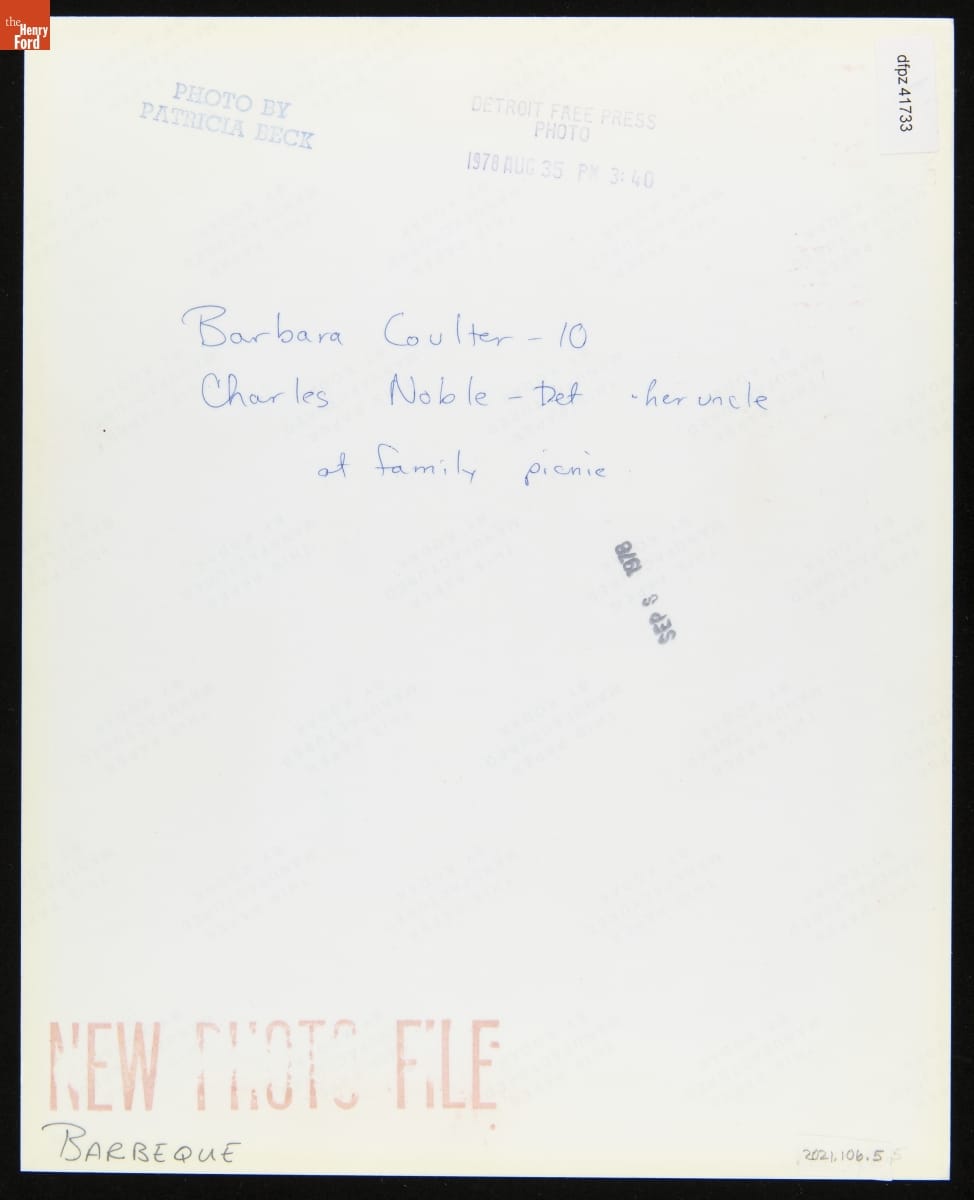 the Henry Ford
PHOTO BY
PATRICIA BECK
DETROIT FREE PRESS
PHOTO
1978 AUG 35 PM 3:40
dfpz 41733
Barbara Coulter - 10
Charles Noble - Det - her uncle
at family picnic
SEP 5 1978
NEW PHOTO FILE
BARBEQUE
2021.106.5